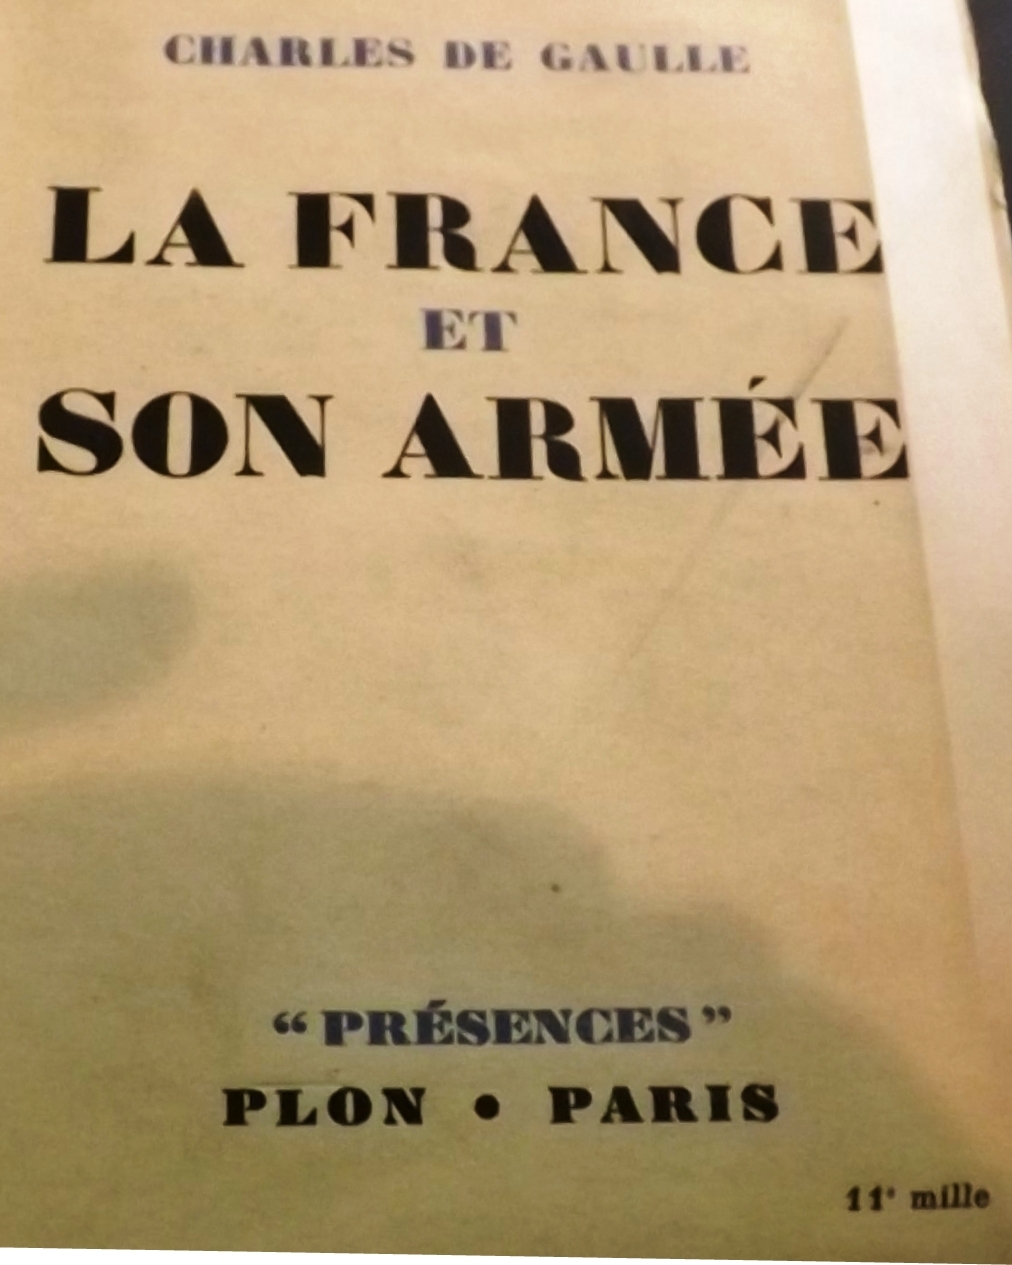 CHARLES DE GAULLE
LA FRANCE
ET
SON ARMÉE
“PRÉSENCES”
PLON • PARIS
11e mille